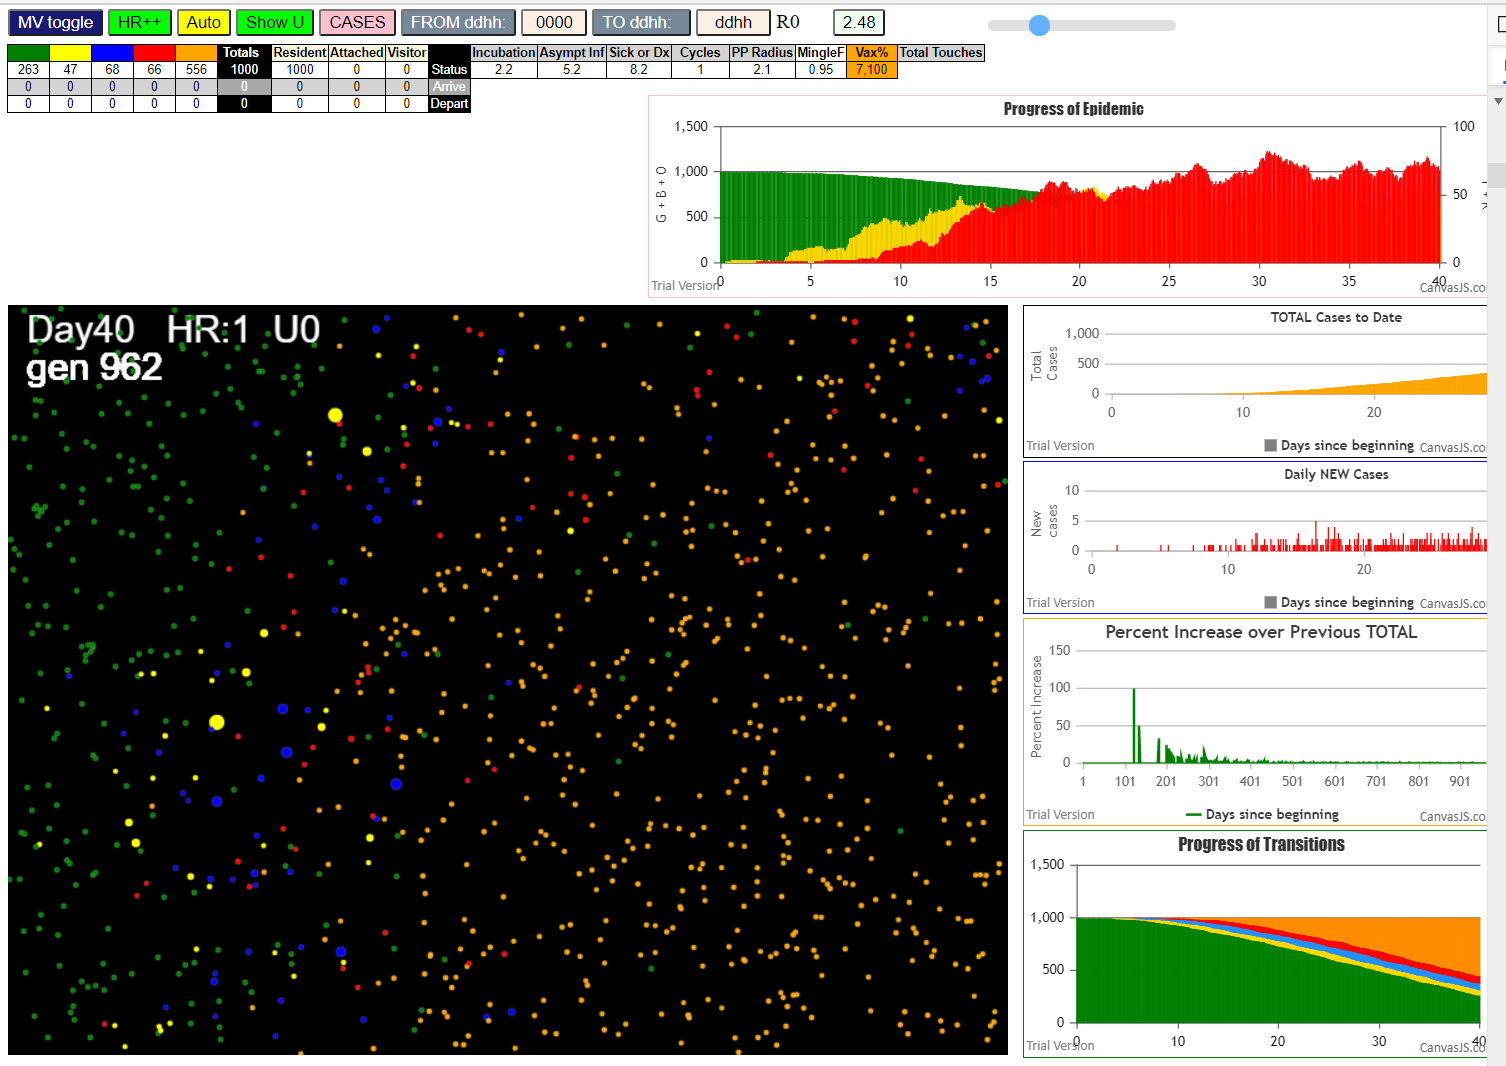 MV toggle HR++ Auto Show U CASES FROM ddhh: 0000 TO ddhh: ddhh R0 2.48
Totals Resident Attached Visitor Incubation Asympt Inf Sick or Dx Cycles PP Radius MingleF Vax% Total Touches
263 47 68 66 556 1000 1000 0 0 Status 2.2 5.2 8.2 1 2.1 0.95 7,100
0 0 0 0 0 0 0 0 0 Arrive
0 0 0 0 0 0 0 0 0 Depart
Progress of Epidemic
1,500 100
1,000
50
500
0 0
G + B + O
0 5 10 15 20 25 30 35 40
Trial Version CanvasJS.co
Day40 HR:1 U0
gen 962
TOTAL Cases to Date
1,000
500
0
Total
Cases
0 10 20
Days since beginning
Trial Version CanvasJS.co
Daily NEW Cases
10
5
0
New
cases
0 10 20
Days since beginning
Trial Version CanvasJS.co
Percent Increase over Previous TOTAL
150
100
50
0
Percent Increase
1 101 201 301 401 501 601 701 801 901
Days since beginning
Trial Version CanvasJS.co
Progress of Transitions
1,500
1,000
500
0
0 10 20 30 40
Trial Version CanvasJS.co